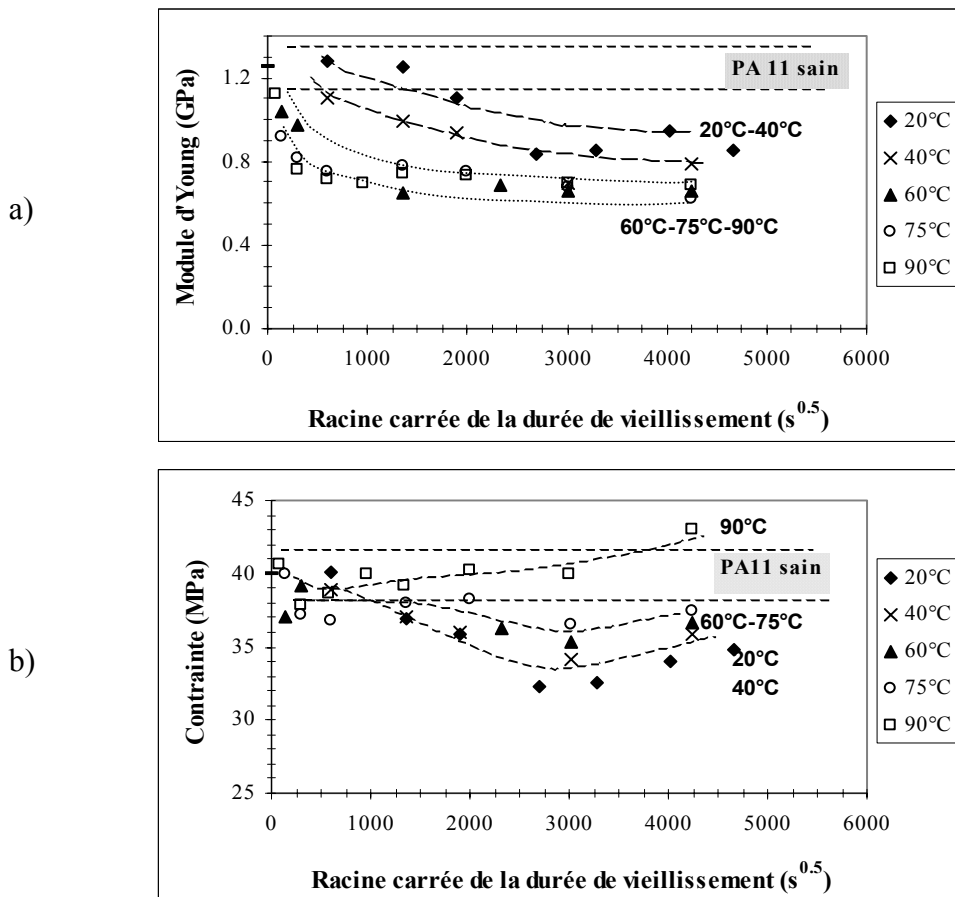 a)
Module d'Young (GPa)
1.2
0.8
0.4
0.0
PA 11 sain
20°C-40°C
60°C-75°C-90°C
0 1000 2000 3000 4000 5000 6000
Racine carrée de la durée de vieillissement (s^0.5)
20°C
40°C
60°C
75°C
90°C
b)
Contrainte (MPa)
45
40
35
30
25
90°C
PA11 sain
60°C-75°C
20°C
40°C
0 1000 2000 3000 4000 5000 6000
Racine carrée de la durée de vieillissement (s^0.5)
20°C
40°C
60°C
75°C
90°C